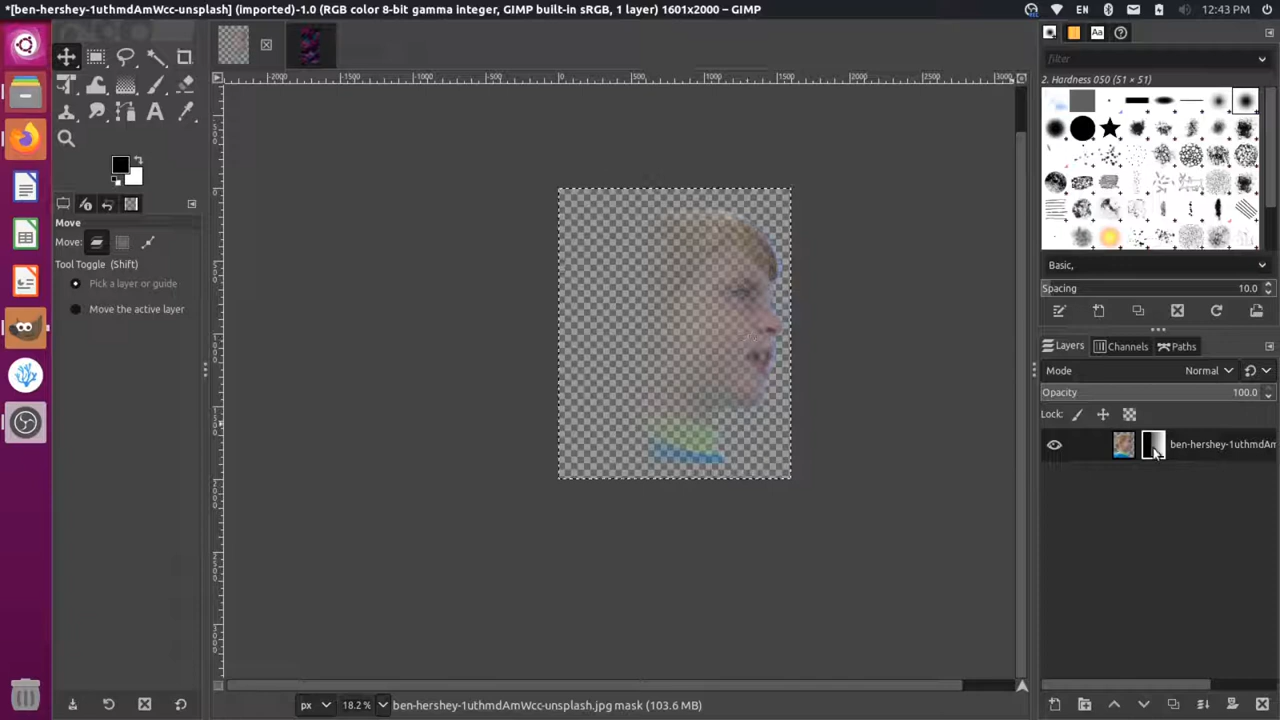 *[ben-hershey-1uthmdAmWcc-unsplash] (imported)-1.0 (RGB color 8-bit gamma integer, GIMP built-in sRGB, 1 layer) 1601x2000 – GIMP
EN
12:43 PM
filter
2. Hardness 050 (51 × 51)
Move
Move:
Tool Toggle (Shift)
Pick a layer or guide
Move the active layer
Basic,
Spacing 10.0
Layers Channels Paths
Mode Normal
Opacity 100.0
Lock:
ben-hershey-1uthmdAm
px 18.2 % ben-hershey-1uthmdAmWcc-unsplash.jpg mask (103.6 MB)